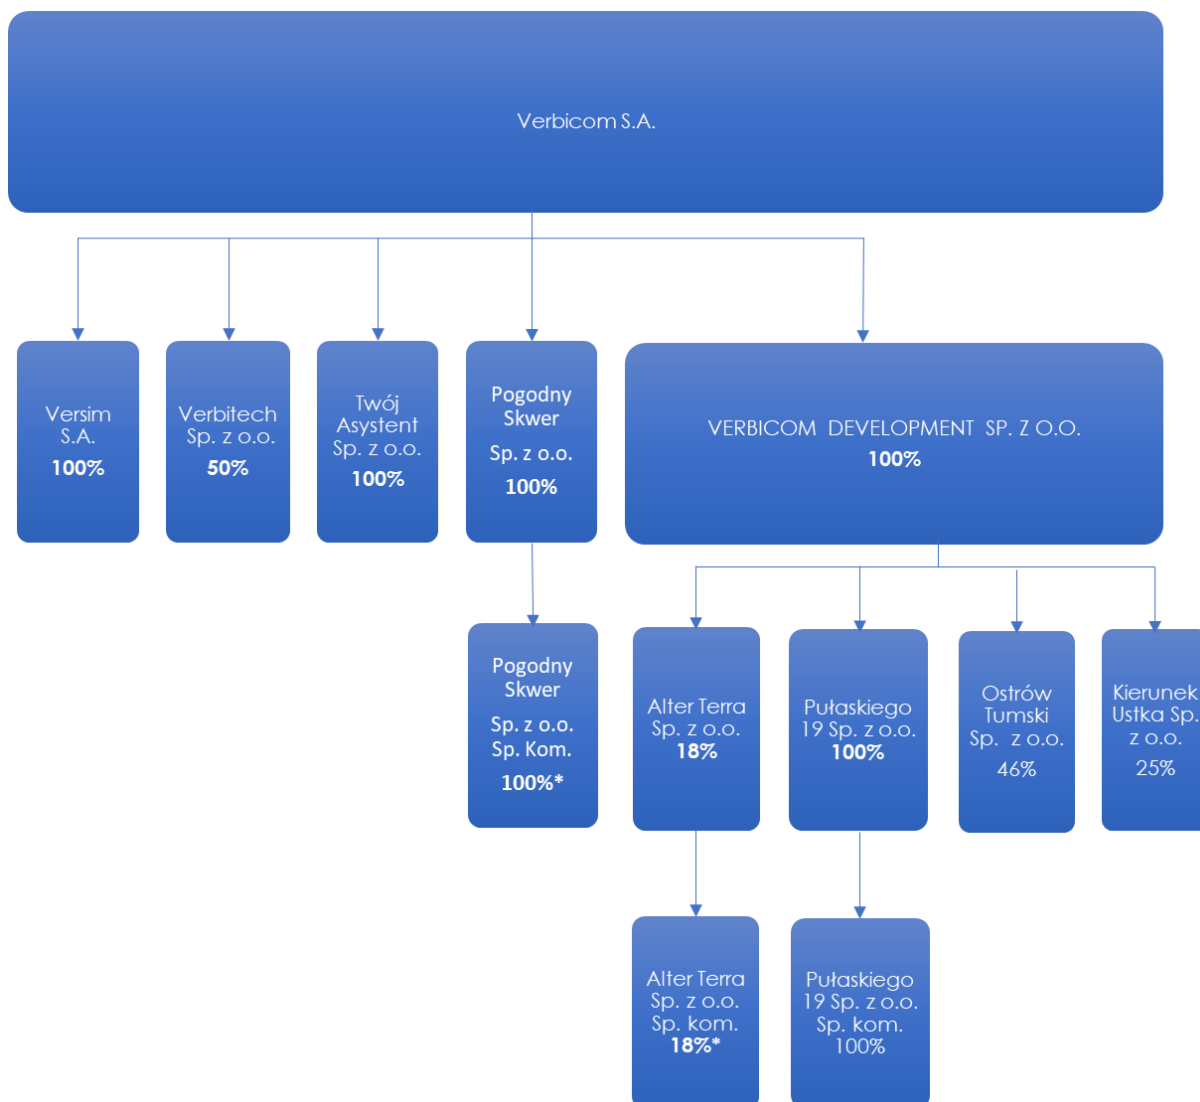 Verbicom S.A.
Versim
S.A.
100%
Verbitech
Sp. z o.o.
50%
Twój
Asystent
Sp. z o.o.
100%
Pogodny
Skwer
Sp. z o.o.
100%
VERBICOM DEVELOPMENT SP. Z O.O.
100%
Pogodny
Skwer
Sp. z o.o.
Sp. Kom.
100%*
Alter Terra
Sp. z o.o.
18%
Pułaskiego
19 Sp. z o.o.
100%
Ostrów
Tumski
Sp. z o.o.
46%
Kierunek
Ustka Sp.
z o.o.
25%
Alter Terra
Sp. z o.o.
Sp. kom.
18%*
Pułaskiego
19 Sp. z o.o.
Sp. kom.
100%